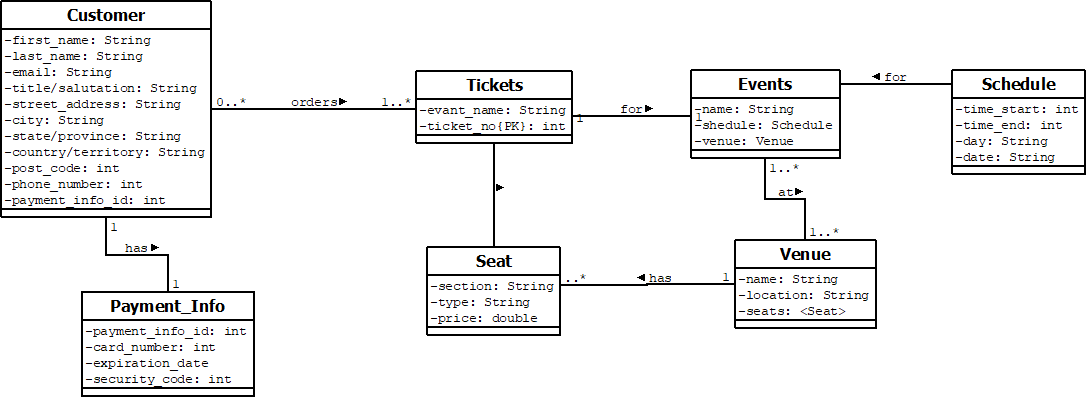 Customer
-first_name: String
-last_name: String
-email: String
-title/salutation: String
-street_address: String
-city: String
-state/province: String
-country/territory: String
-post_code: int
-phone_number: int
-payment_info_id: int
0..*
orders
1..*
Tickets
-evant_name: String
-ticket_no{PK}: int
1
for
1
Events
-name: String
-shedule: Schedule
-venue: Venue
for
Schedule
-time_start: int
-time_end: int
-day: String
-date: String
1..*
at
1..*
1
has
1
Payment_Info
-payment_info_id: int
-card_number: int
-expiration_date
-security_code: int
Seat
-section: String
-type: String
-price: double
..*
has
1
Venue
-name: String
-location: String
-seats: <Seat>